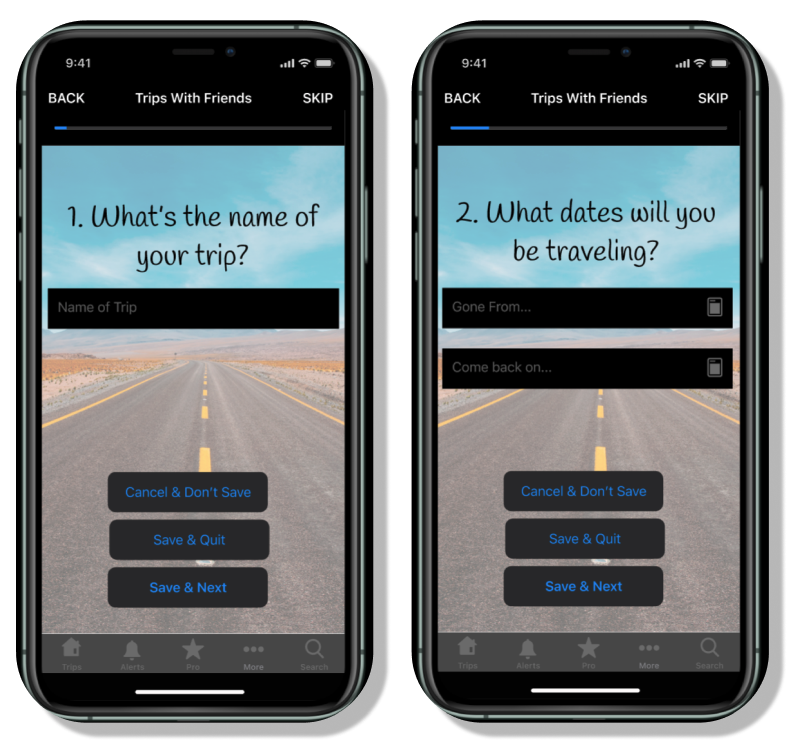 9:41
BACK Trips With Friends SKIP
1. What's the name of
your trip?
Name of Trip
Cancel & Don't Save
Save & Quit
Save & Next
Trips Alerts Pro More Search
9:41
BACK Trips With Friends SKIP
2. What dates will you
be traveling?
Gone From...
Come back on...
Cancel & Don't Save
Save & Quit
Save & Next
Trips Alerts Pro More Search